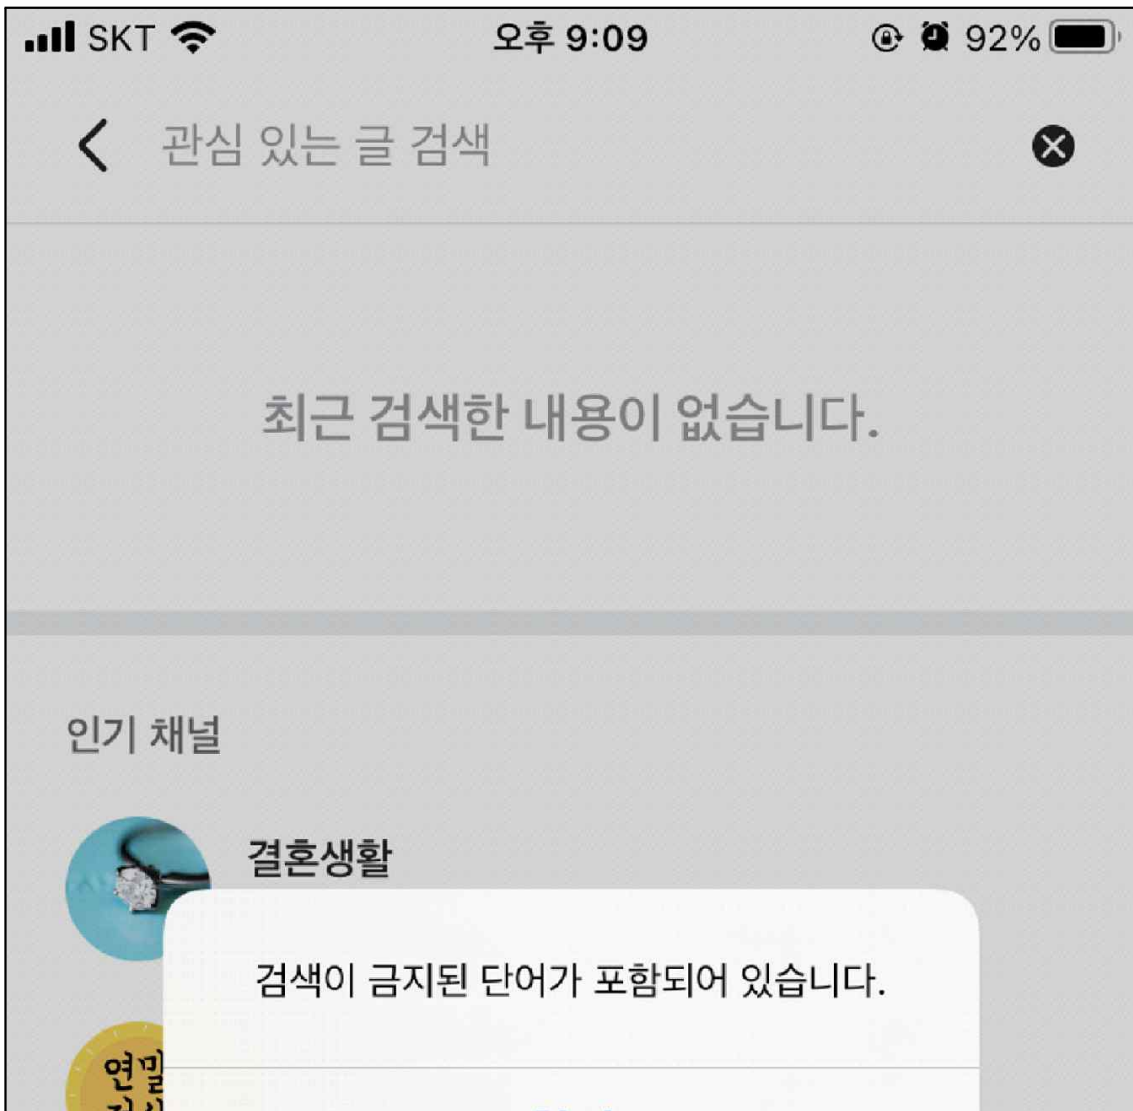 SKT 오후 9:09 92%
관심 있는 글 검색
최근 검색한 내용이 없습니다.
인기 채널
결혼생활
검색이 금지된 단어가 포함되어 있습니다.
연밀